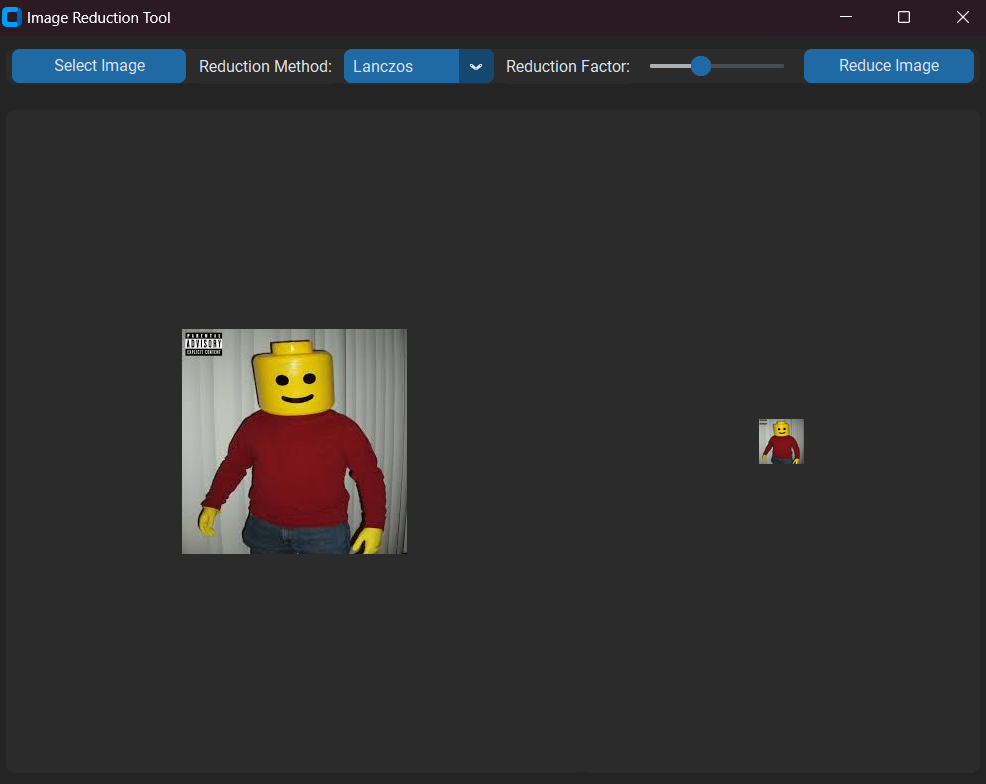 Image Reduction Tool
Select Image Reduction Method: Lanczos Reduction Factor: Reduce Image
PARENTAL
ADVISORY
EXPLICIT CONTENT